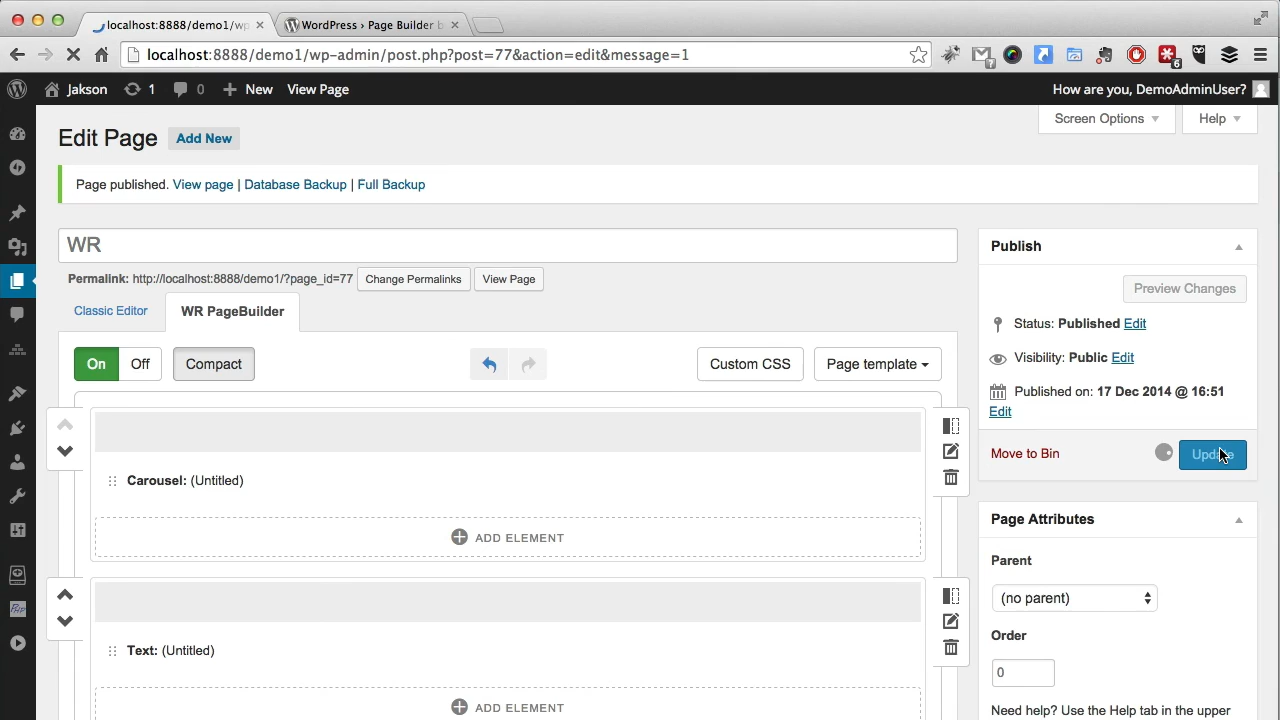 localhost:8888/demo1/wp
WordPress › Page Builder b
localhost:8888/demo1/wp-admin/post.php?post=77&action=edit&message=1
6
Jakson 1 0 New View Page How are you, DemoAdminUser?
Screen Options Help
Edit Page Add New
Page published. View page | Database Backup | Full Backup
WR
Permalink: http://localhost:8888/demo1/?page_id=77 Change Permalinks View Page
Classic Editor WR PageBuilder
On Off Compact Custom CSS Page template
Carousel: (Untitled)
ADD ELEMENT
Text: (Untitled)
ADD ELEMENT
Publish
Preview Changes
Status: Published Edit
Visibility: Public Edit
Published on: 17 Dec 2014 @ 16:51
Edit
Move to Bin Update
Page Attributes
Parent
(no parent)
Order
0
Need help? Use the Help tab in the upper